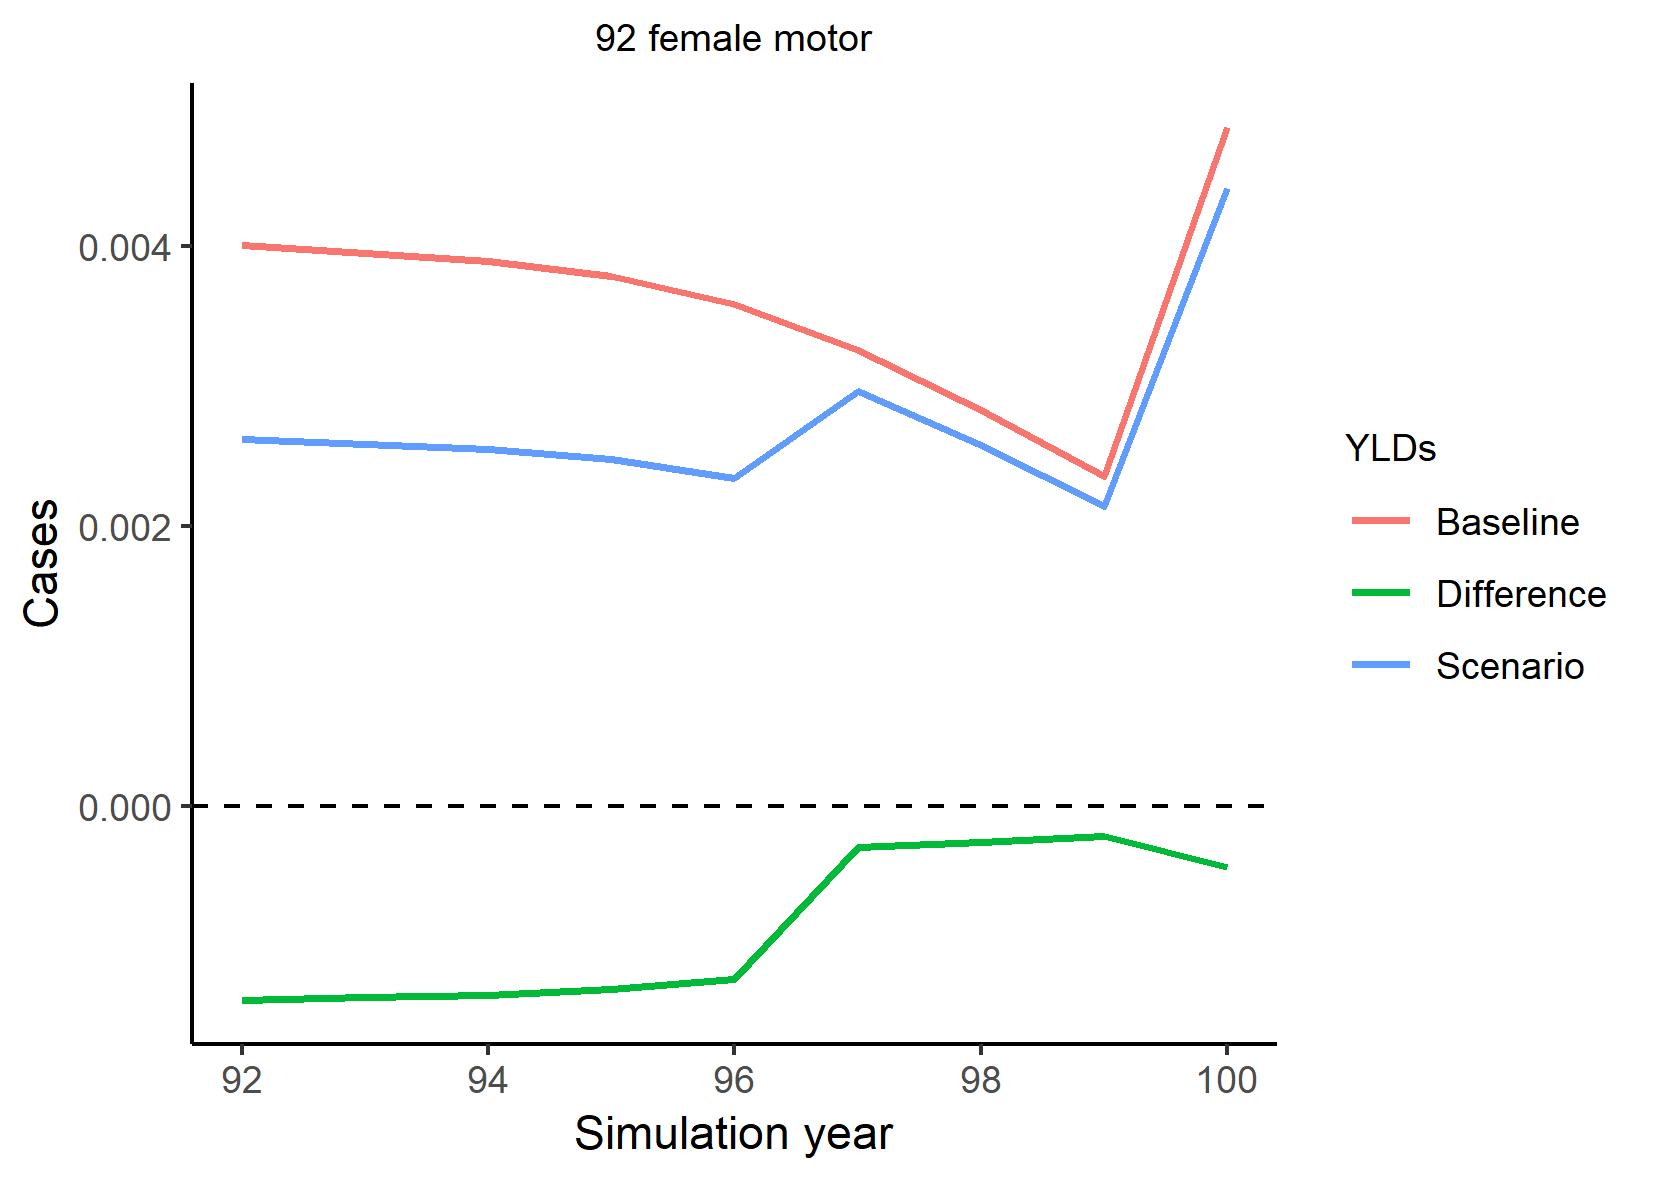 92 female motor
Cases
0.004
0.002
0.000
92 94 96 98 100
Simulation year
YLDs
Baseline
Difference
Scenario